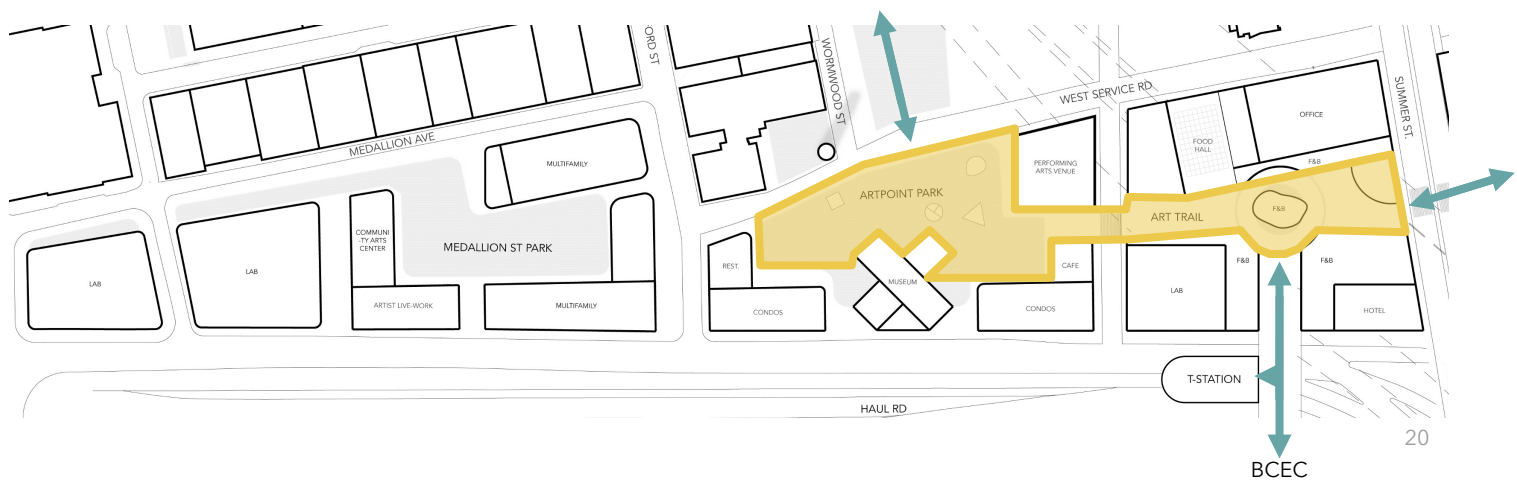 ORD ST
WORMWOOD ST
WEST SERVICE RD
SUMMER ST.
MEDALLION AVE
OFFICE
FOOD
HALL
MULTIFAMILY
PERFORMING
ARTS VENUE
F&B
ARTPOINT PARK
ART TRAIL
F&B
COMMUNI
-TY ARTS
CENTER
MEDALLION ST PARK
LAB
LAB
REST.
MUSEUM
CAFE
F&B
F&B
LAB
ARTIST LIVE-WORK
MULTIFAMILY
CONDOS
CONDOS
HOTEL
T-STATION
HAUL RD
20
BCEC